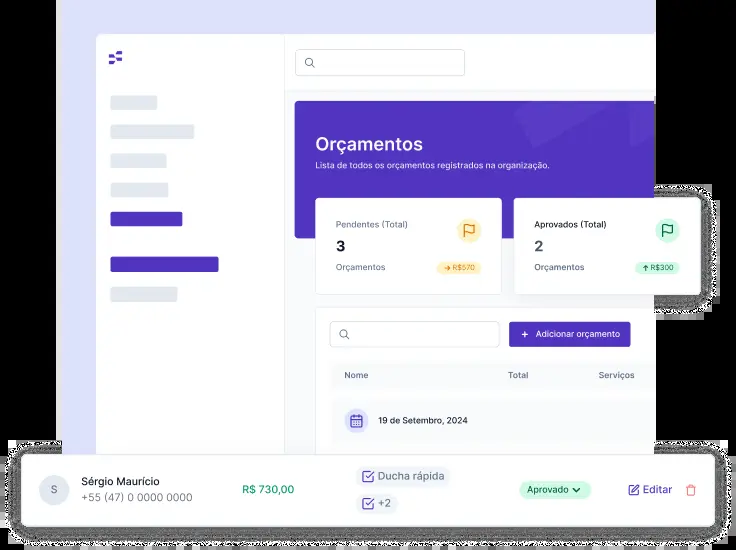 Orçamentos
Lista de todos os orçamentos registrados na organização.
Pendentes (Total)
3
Orçamentos
R$570
Aprovados (Total)
2
Orçamentos
R$300
+ Adicionar orçamento
Nome Total Serviços
19 de Setembro, 2024
S
Sérgio Maurício
+55 (47) 0 0000 0000
R$ 730,00
Ducha rápida
+2
Aprovado
Editar